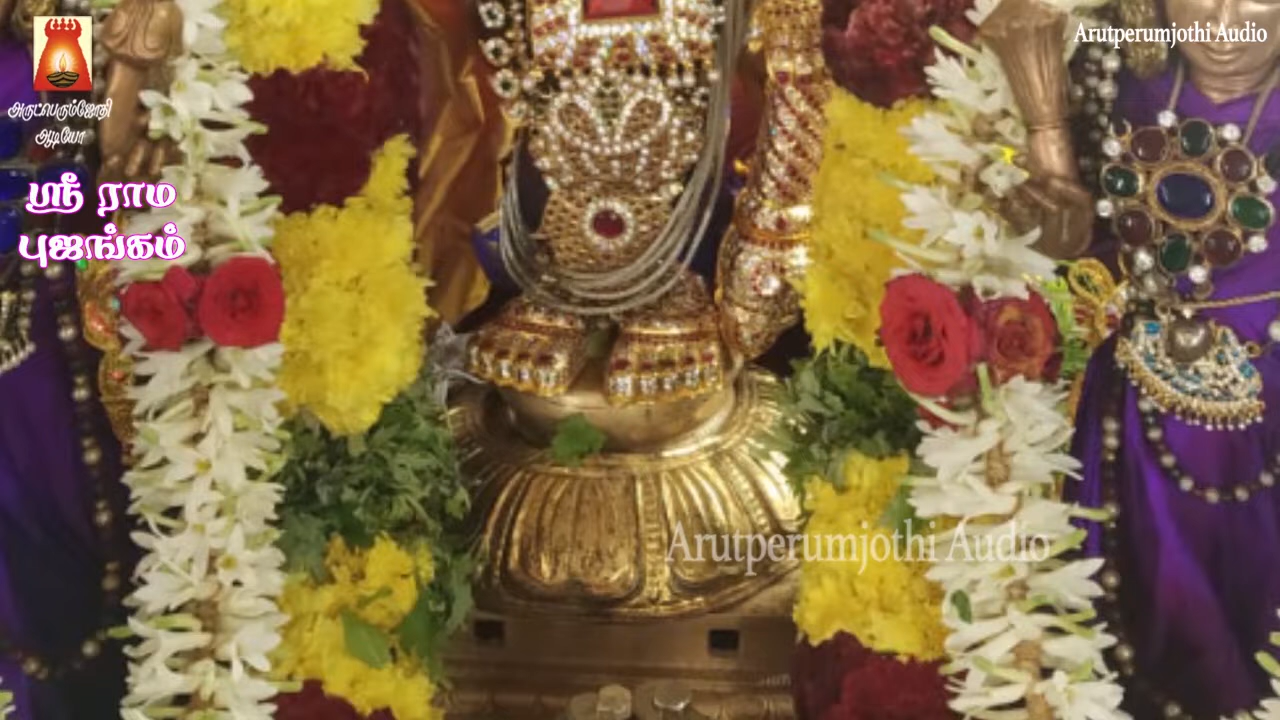 Arutperumjothi Audio
அருட்பெரும்ஜோதி
ஆடியோ
ஸ்ரீ ராம
புஜங்கம்
Arutperumjothi Audio